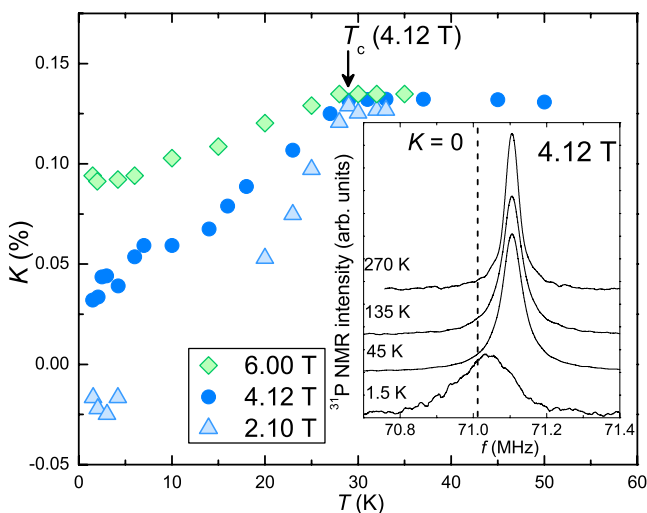 T_c (4.12 T)
0.15
0.10
0.05
0.00
-0.05
K (%)
0
10
20
30
40
50
60
T (K)
6.00 T
4.12 T
2.10 T
K = 0
4.12 T
270 K
135 K
45 K
1.5 K
³¹P NMR intensity (arb. units)
70.8
71.0
71.2
71.4
f (MHz)